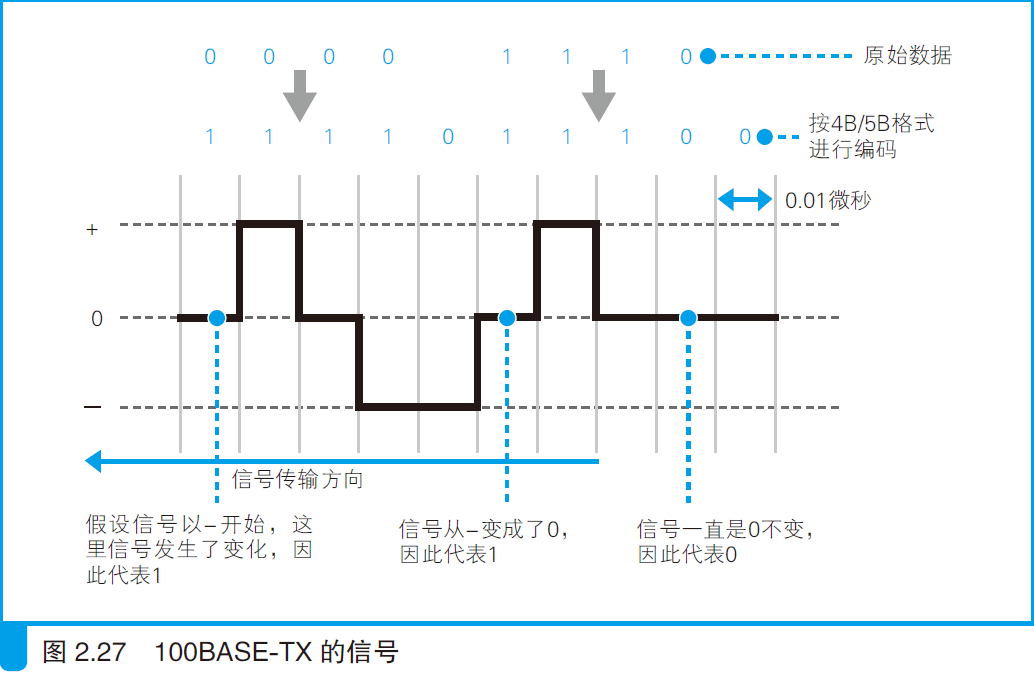 0 0 0 0 1 1 1 0 原始数据
1 1 1 1 0 1 1 1 0 0 按4B/5B格式
进行编码
0.01微秒
+
0
−
信号传输方向
假设信号以–开始，这
里信号发生了变化，因
此代表1
信号从–变成了0，
因此代表1
信号一直是0不变，
因此代表0
图 2.27 100BASE-TX 的信号